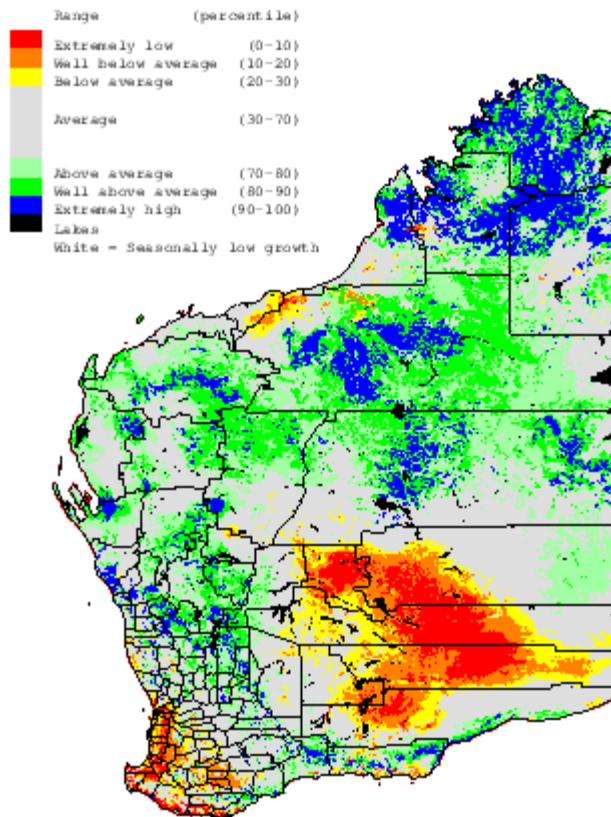 Range (percentile)
Extremely low (0-10)
Well below average (10-20)
Below average (20-30)
Average (30-70)
Above average (70-80)
Well above average (80-90)
Extremely high (90-100)
Lakes
White = Seasonally low growth